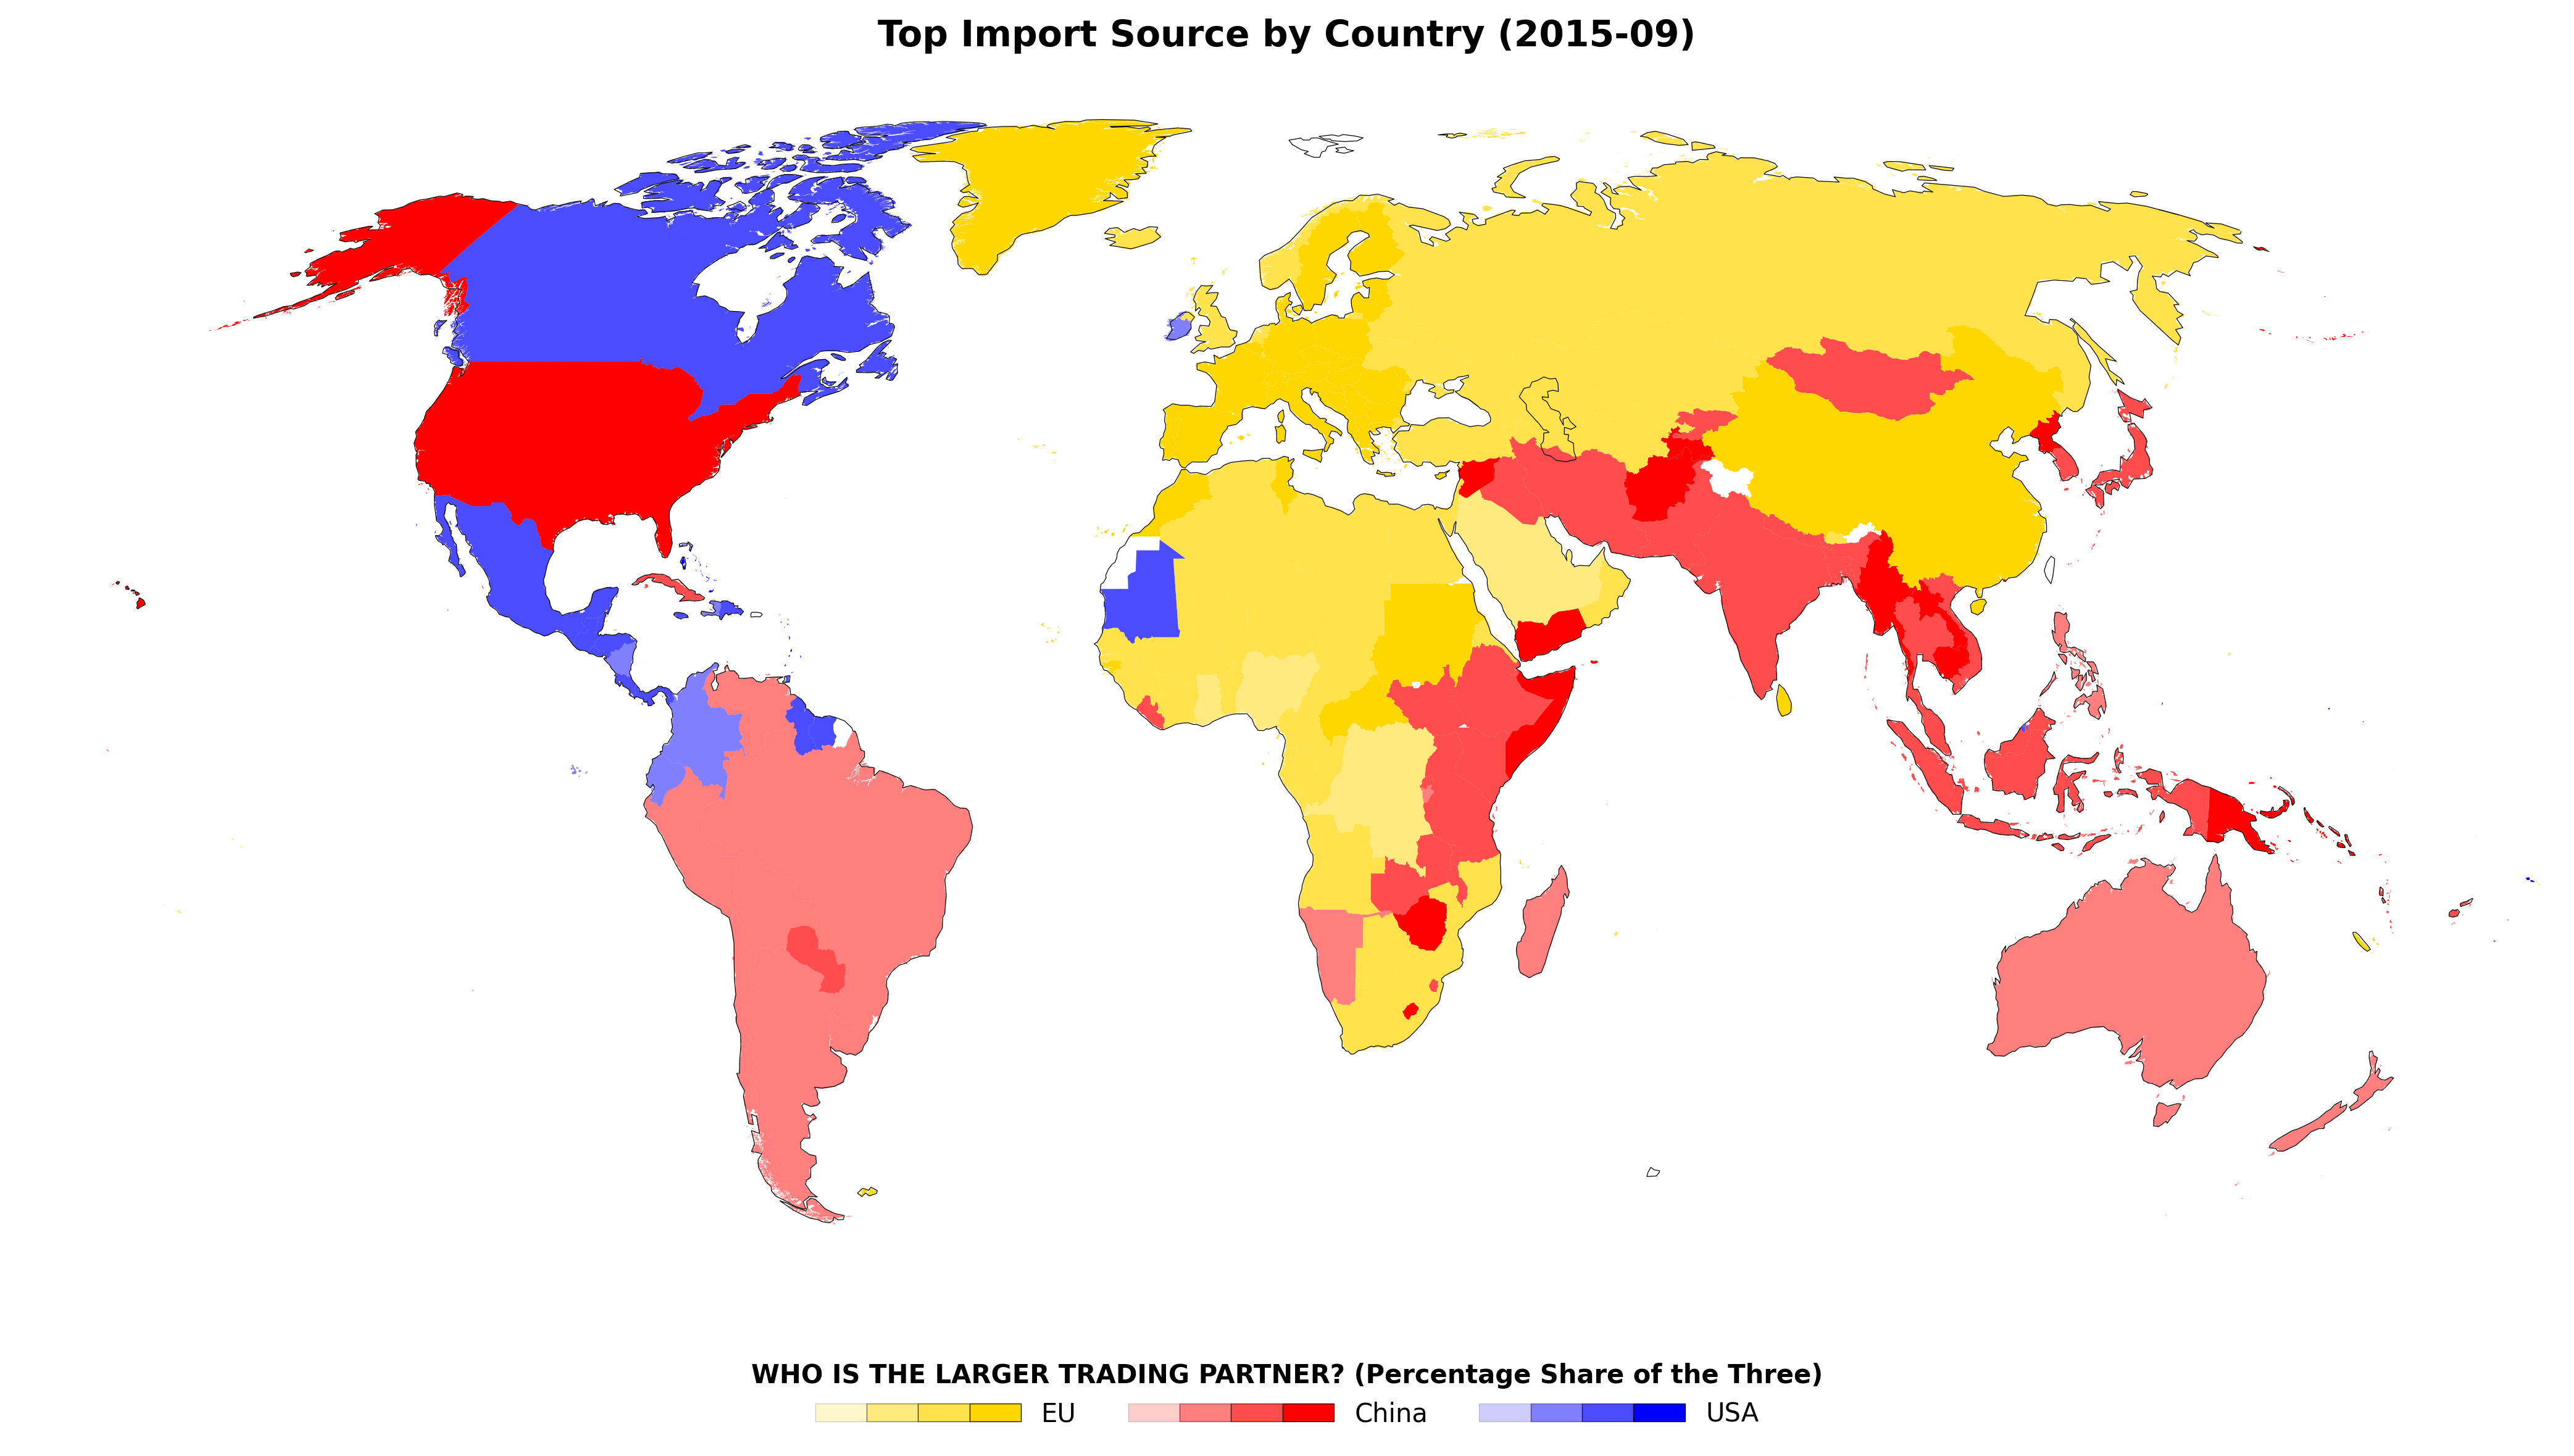 Top Import Source by Country (2015-09)
WHO IS THE LARGER TRADING PARTNER? (Percentage Share of the Three)
EU China USA